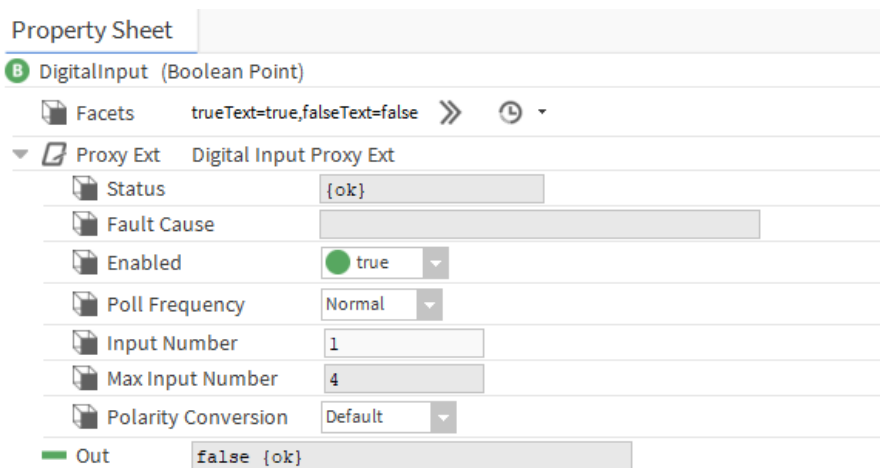 Property Sheet
B DigitalInput (Boolean Point)
Facets trueText=true,falseText=false
Proxy Ext Digital Input Proxy Ext
Status {ok}
Fault Cause
Enabled true
Poll Frequency Normal
Input Number 1
Max Input Number 4
Polarity Conversion Default
Out false {ok}